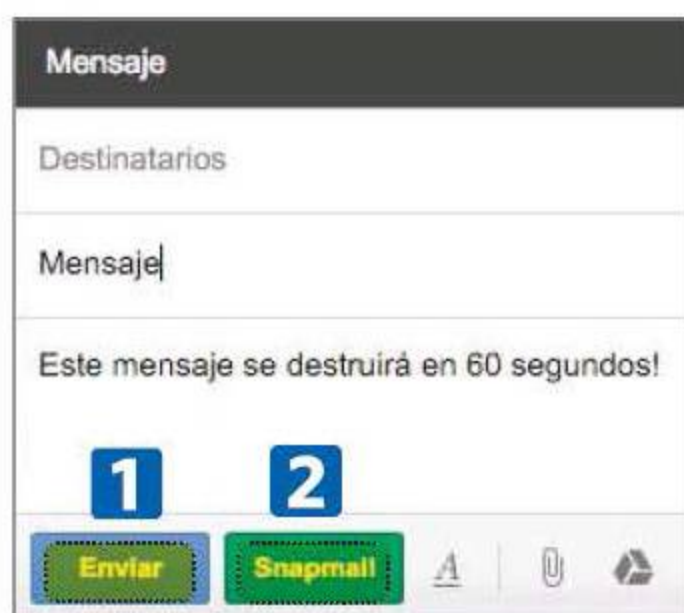 Mensaje
Destinatarios
Mensaje
Este mensaje se destruirá en 60 segundos!
1 2
Enviar Snapmail A